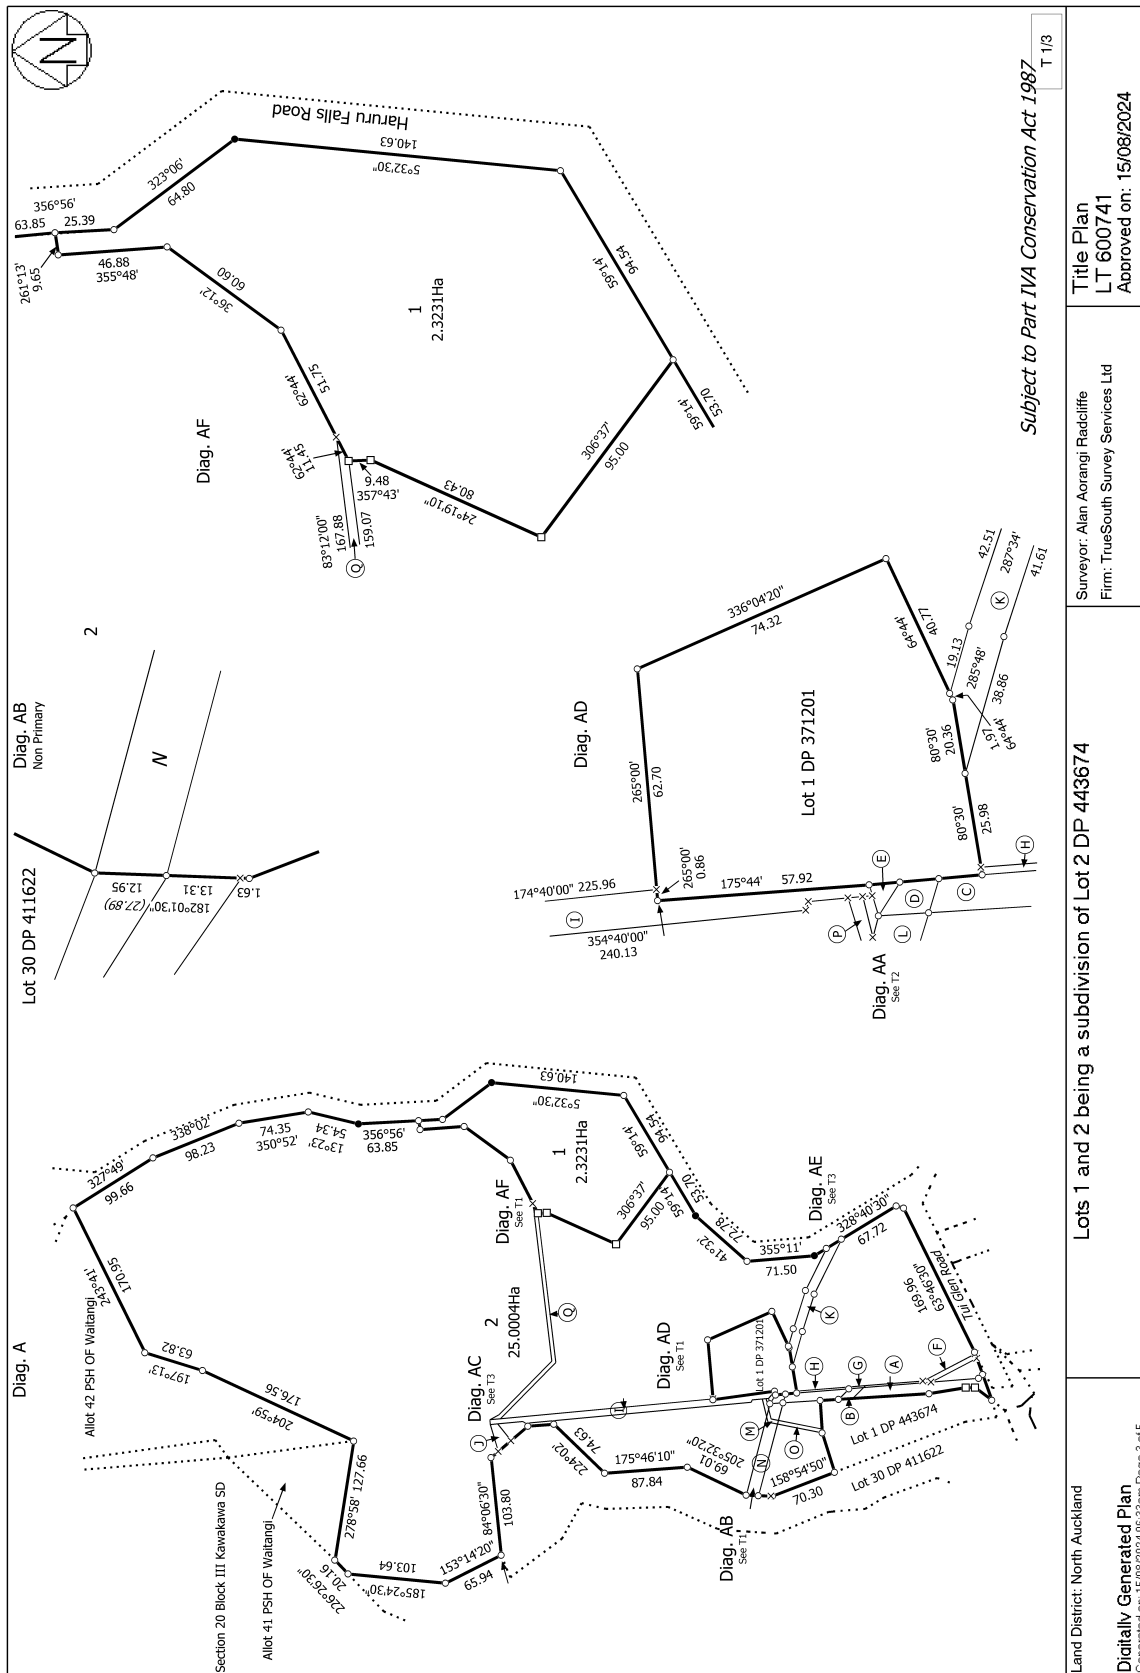 N
Diag. A
Allot 42 PSH OF Waitangi
Section 20 Block III Kawakawa SD
Allot 41 PSH OF Waitangi
327°49'
99.66
338°02'
98.23
74.35
350°52'
54.34
13°23'
356°56'
63.85
243°41'
170.95
63.82
197°13'
176.56
204°59'
278°58' 127.66
226°26'30"
20.16
103.64
185°24'30"
153°14'20"
65.94
84°06'30"
103.80
140.63
5°32'30"
1
2.3231Ha
94.54
59°14'
306°37'
95.00
59°14'
53.70
72.78
41°32'
355°11'
71.50
328°40'30"
67.72
169.96
63°46'30"
Tui Glen Road
Diag. AF
See T1
Diag. AE
See T3
2
25.0004Ha
Diag. AC
See T3
Diag. AD
See T1
Lot 1 DP 371201
224°02'
74.63
175°46'10"
87.84
69.01
205°32'20"
158°54'50"
70.30
Diag. AB
See T1
Lot 1 DP 443674
Lot 30 DP 411622
Q
K
J
I
H
G
A
F
B
M
N
O
Diag. AB
Non Primary
2
N
Lot 30 DP 411622
12.95
13.31
182°01'30" (27.89)
1.63
Diag. AD
336°04'20"
74.32
265°00'
62.70
265°00'
0.86
174°40'00" 225.96
I
354°40'00"
240.13
175°44' 57.92
Lot 1 DP 371201
64°44'
40.77
19.13
285°48'
38.86
42.51
K
287°34'
41.61
80°30'
20.36
1.97
64°44'
80°30'
25.98
H
E
D
C
L
P
Diag. AA
See T2
Diag. AF
Haruru Falls Road
356°56'
63.85 25.39
323°06'
64.80
261°13'
9.65
46.88
355°48'
60.60
36°12'
51.75
62°44'
62°44'
11.45
9.48
357°43'
83°12'00"
167.88
159.07
Q
80.43
24°19'10"
1
2.3231Ha
140.63
5°32'30"
94.54
59°14'
306°37'
95.00
59°14'
53.70
Subject to Part IVA Conservation Act 1987
T 1/3
Land District: North Auckland
Digitally Generated Plan
Lots 1 and 2 being a subdivision of Lot 2 DP 443674
Surveyor: Alan Aorangi Radcliffe
Firm: TrueSouth Survey Services Ltd
Title Plan
LT 600741
Approved on: 15/08/2024